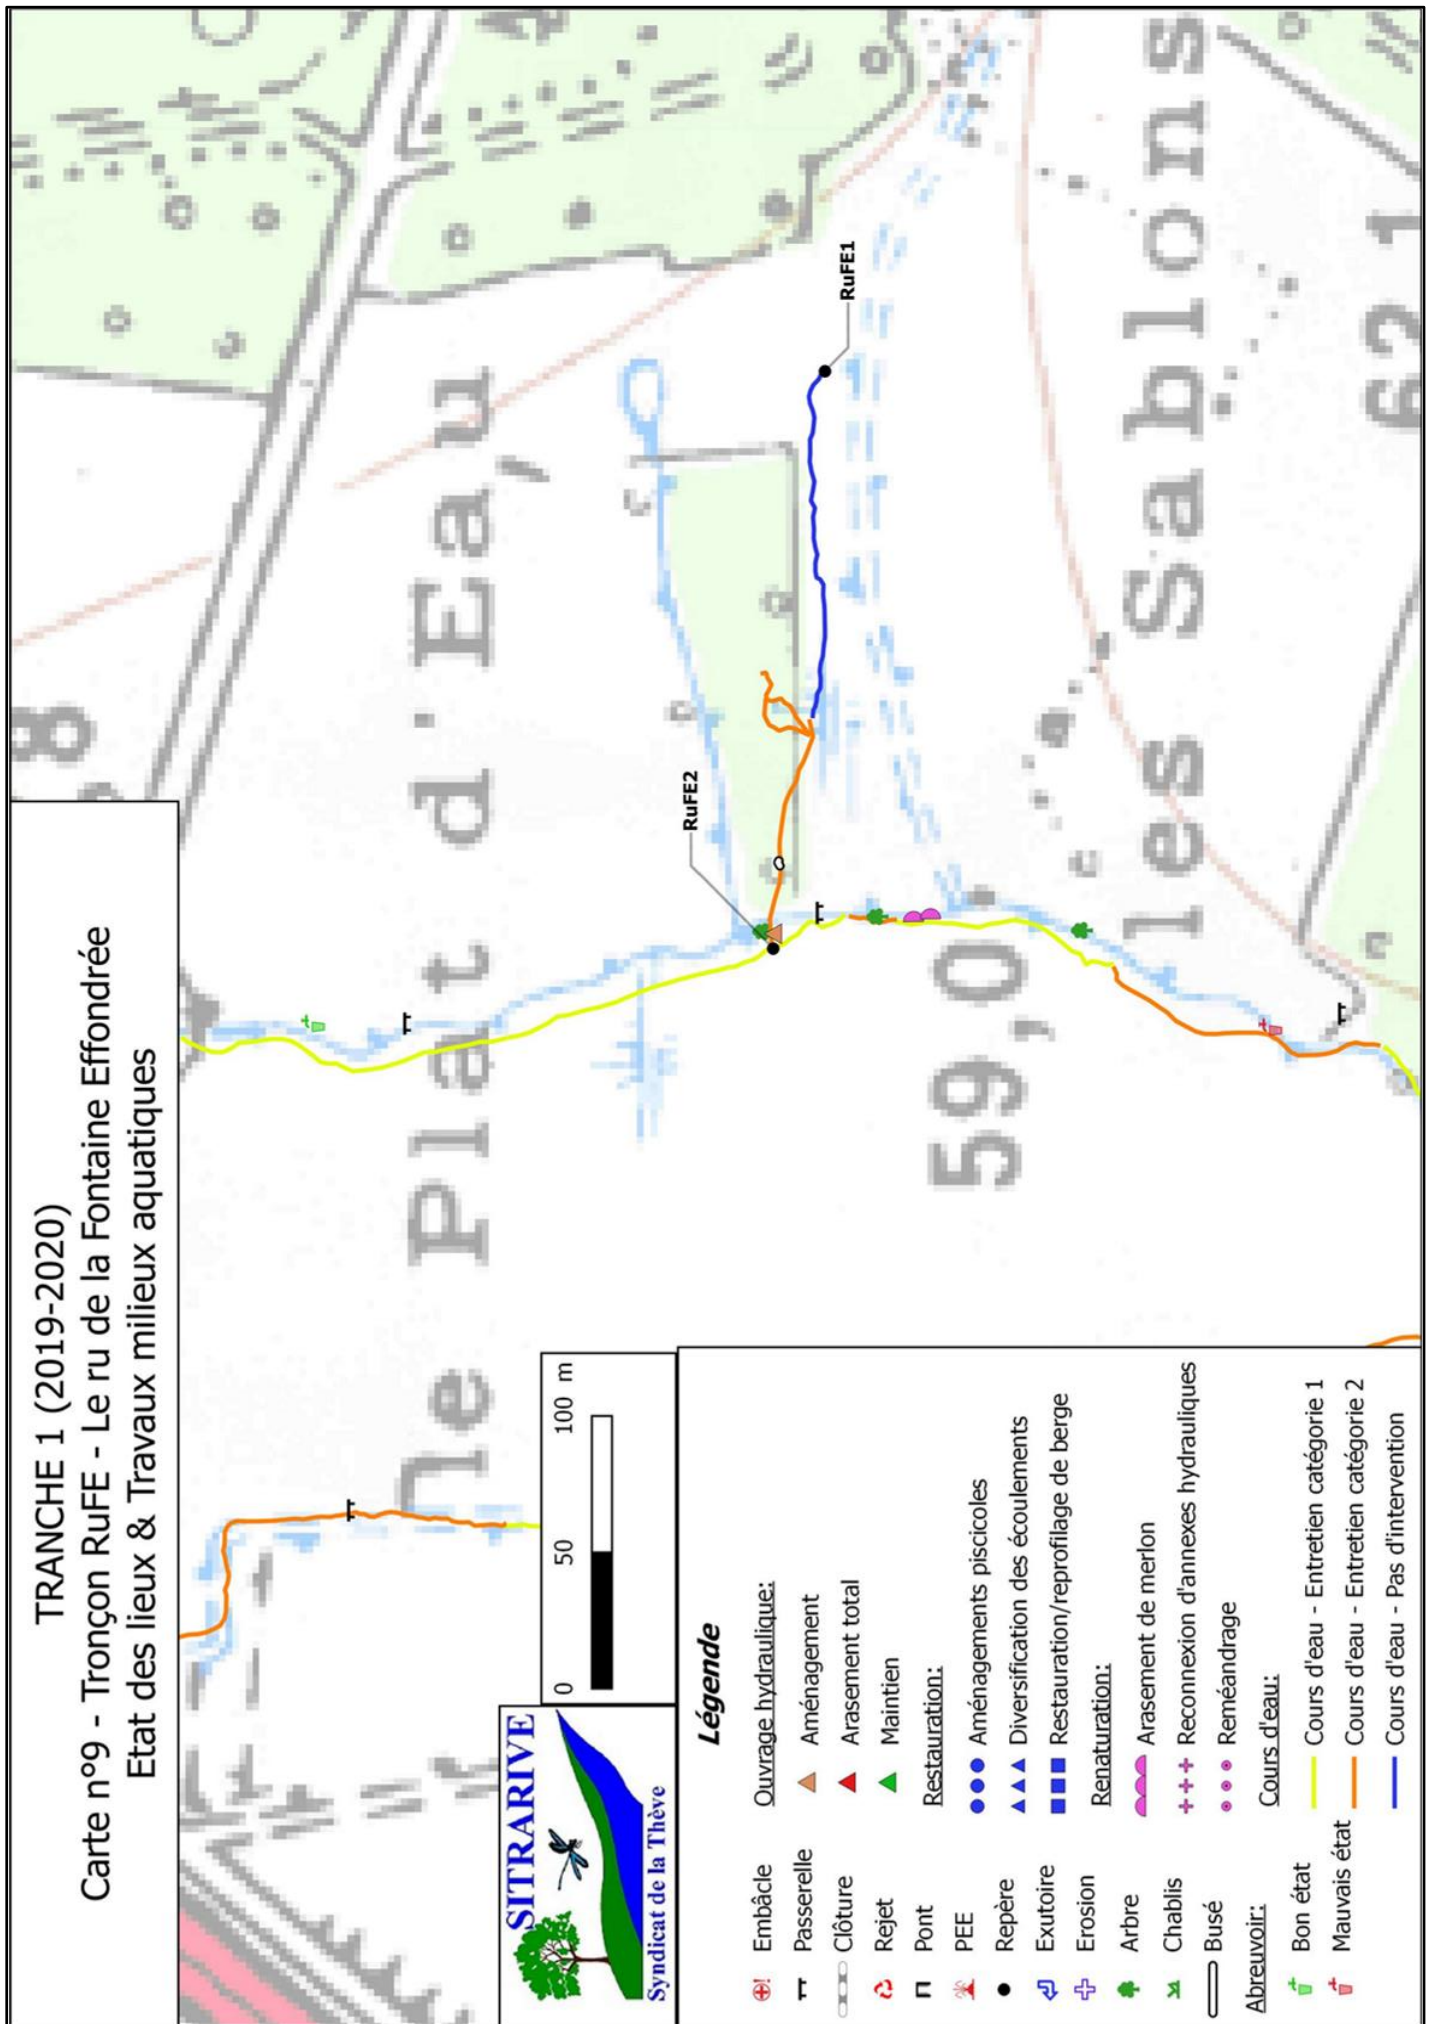 TRANCHE 1 (2019-2020)
Carte n°9 - Tronçon RuFE - Le ru de la Fontaine Effondrée
Etat des lieux & Travaux milieux aquatiques
le Plat d'Eau
les Sablons
59,0
621
8
RuFE1
RuFE2
SITRARIVE
Syndicat de la Thève
0 50 100 m
Légende
Embâcle
Passerelle
Clôture
Rejet
Pont
PEE
Repère
Exutoire
Erosion
Arbre
Chablis
Busé
Abreuvoir:
Bon état
Mauvais état
Ouvrage hydraulique:
Aménagement
Arasement total
Maintien
Restauration:
Aménagements piscicoles
Diversification des écoulements
Restauration/reprofilage de berge
Renaturation:
Arasement de merlon
Reconnexion d'annexes hydrauliques
Reméandrage
Cours d'eau:
Cours d'eau - Entretien catégorie 1
Cours d'eau - Entretien catégorie 2
Cours d'eau - Pas d'intervention